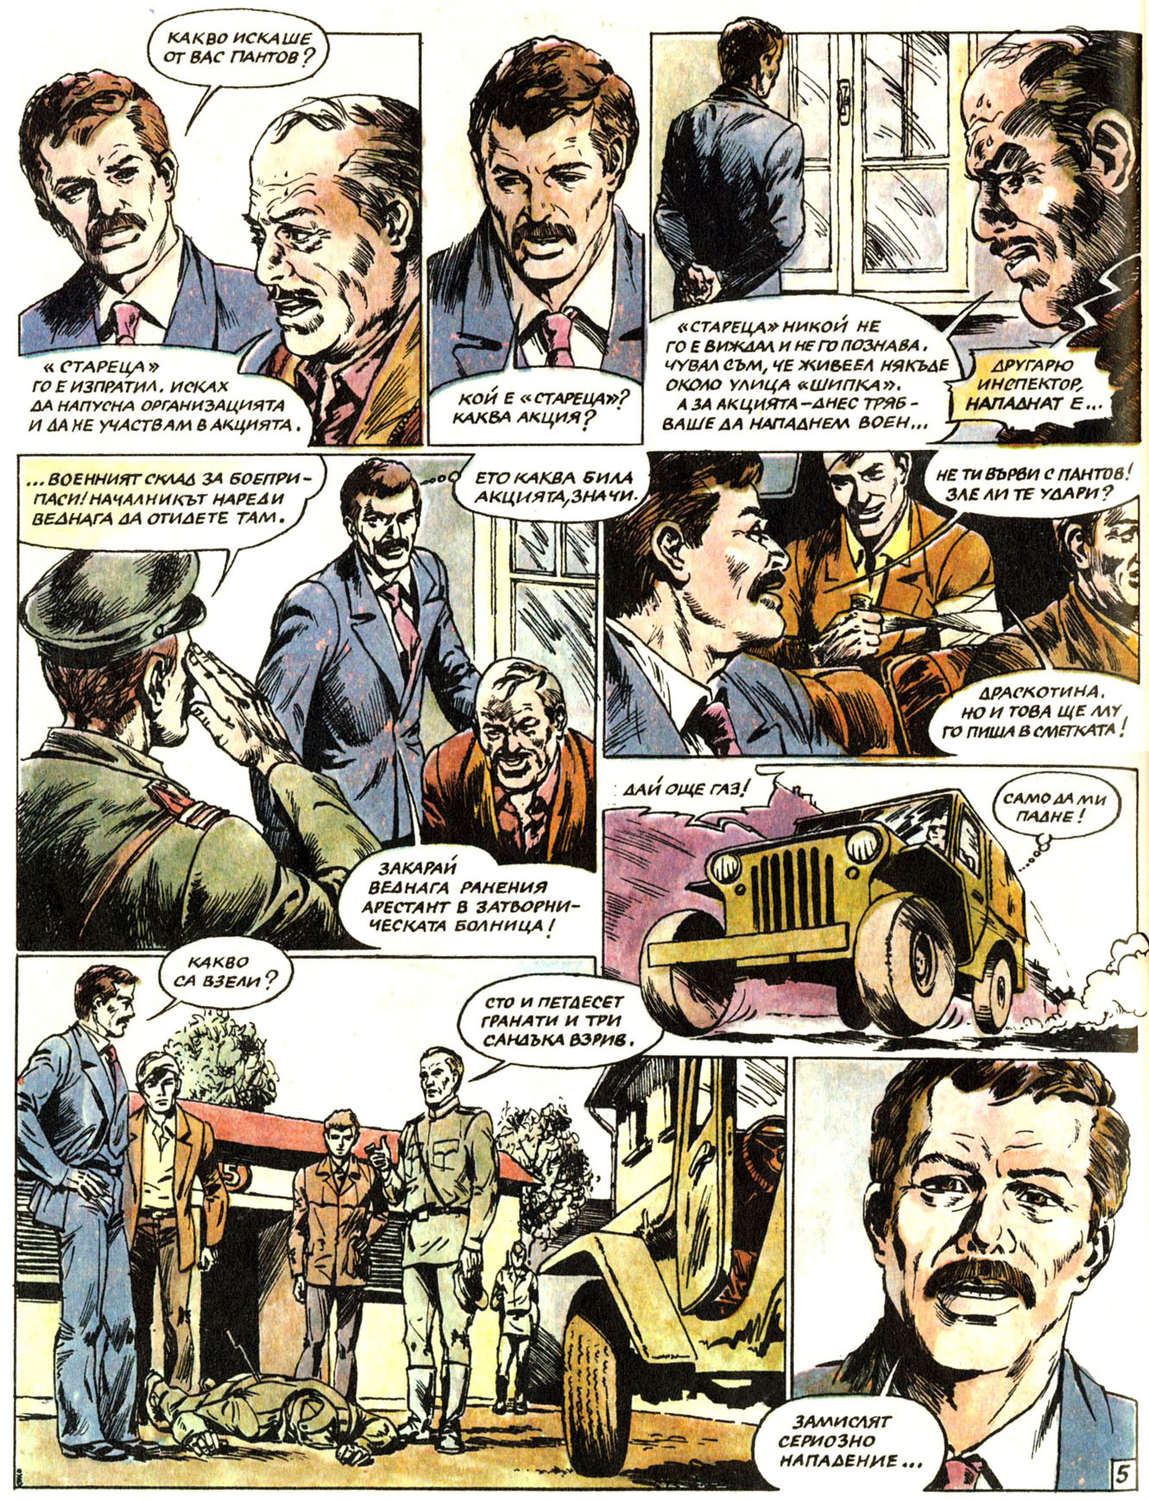 КАКВО ИСКАШЕ
ОТ ВАС ПАНТОВ?
«СТАРЕЦА»
ГО Е ИЗПРАТИЛ. ИСКАХ
ДА НАПУСНА ОРГАНИЗАЦИЯТА
И ДА НЕ УЧАСТВАМ В АКЦИЯТА.
КОЙ Е «СТАРЕЦА»?
КАКВА АКЦИЯ?
«СТАРЕЦА» НИКОЙ НЕ
ГО Е ВИЖДАЛ И НЕ ГО ПОЗНАВА.
ЧУВАЛ СЪМ, ЧЕ ЖИВЕЕЛ НЯКЪДЕ
ОКОЛО УЛИЦА «ШИПКА».
А ЗА АКЦИЯТА—ДНЕС ТРЯБ-
ВАШЕ ДА НАПАДНЕМ ВОЕН...
ДРУГАРЮ
ИНСПЕКТОР,
НАПАДНАТ Е...
...ВОЕННИЯТ СКЛАД ЗА БОЕПРИ-
ПАСИ! НАЧАЛНИКЪТ НАРЕДИ
ВЕДНАГА ДА ОТИДЕТЕ ТАМ.
ЕТО КАКВА БИЛА
АКЦИЯТА, ЗНАЧИ.
ЗАКАРАЙ
ВЕДНАГА РАНЕНИЯ
АРЕСТАНТ В ЗАТВОРНИ-
ЧЕСКАТА БОЛНИЦА!
НЕ ТИ ВЪРВИ С ПАНТОВ!
ЗЛЕ ЛИ ТЕ УДАРИ?
ДРАСКОТИНА.
НО И ТОВА ЩЕ МУ
ГО ПИША В СМЕТКАТА!
ДАЙ ОЩЕ ГАЗ!
САМО ДА МИ
ПАДНЕ!
КАКВО
СА ВЗЕЛИ?
СТО И ПЕТДЕСЕТ
ГРАНАТИ И ТРИ
САНДЪКА ВЗРИВ.
5
ЗАМИСЛЯТ
СЕРИОЗНО
НАПАДЕНИЕ...
5